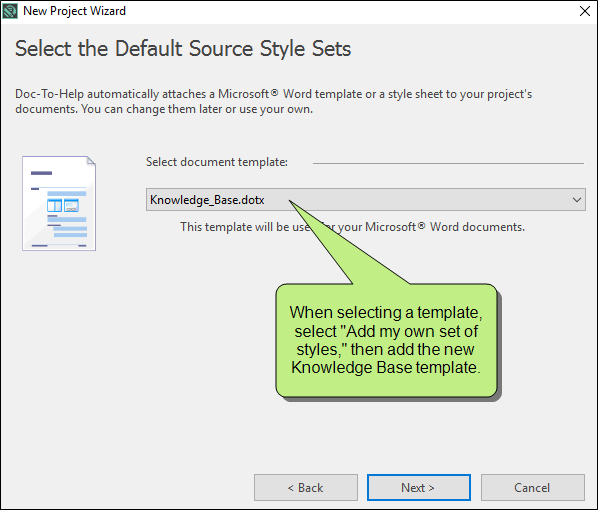 New Project Wizard
Select the Default Source Style Sets
Doc-To-Help automatically attaches a Microsoft® Word template or a style sheet to your project's
documents. You can change them later or use your own.
Select document template:
Knowledge_Base.dotx
This template will be use your Microsoft® Word documents.
When selecting a template,
select "Add my own set of
styles," then add the new
Knowledge Base template.
< Back
Next >
Cancel